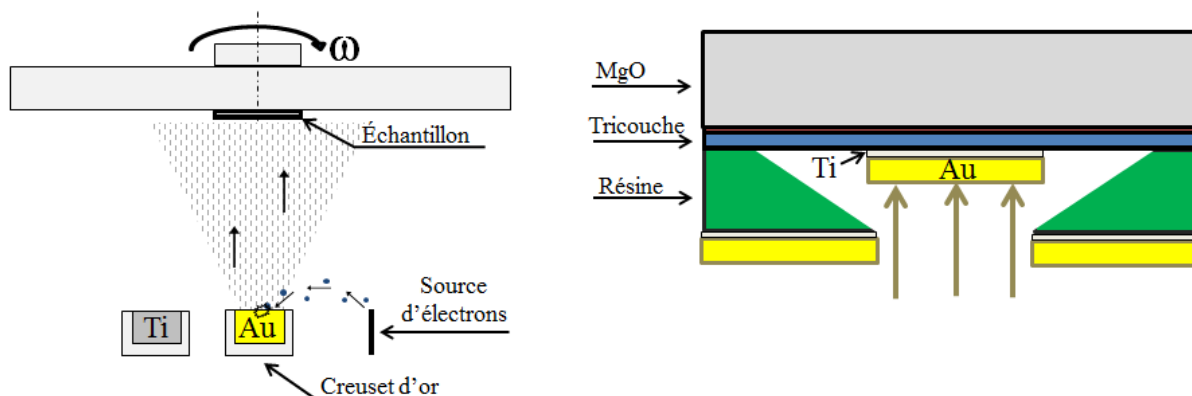 ω
Échantillon
Source
d'électrons
Ti
Au
Creuset d'or
MgO
Tricouche
Ti
Au
Résine